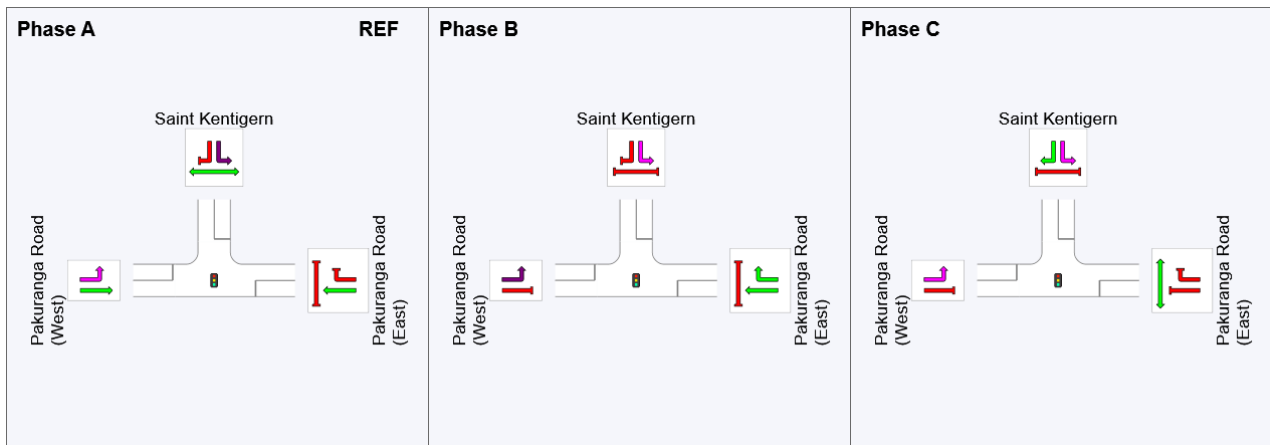 Phase A REF
Saint Kentigern
Pakuranga Road
(West)
Pakuranga Road
(East)
Phase B
Saint Kentigern
Pakuranga Road
(West)
Pakuranga Road
(East)
Phase C
Saint Kentigern
Pakuranga Road
(West)
Pakuranga Road
(East)